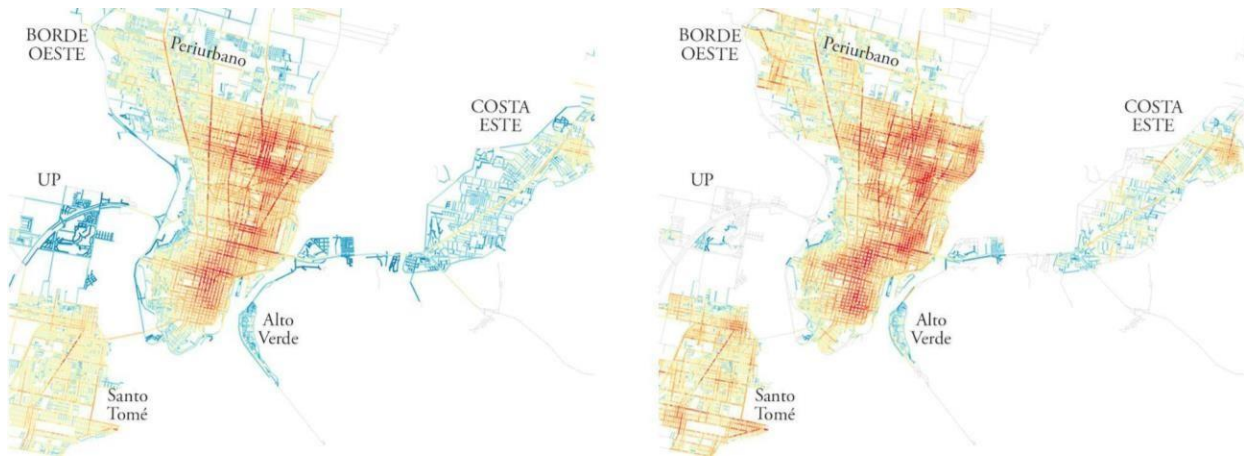 BORDE
OESTE
Periurbano
COSTA
ESTE
UP
Alto
Verde
Santo
Tomé
BORDE
OESTE
Periurbano
COSTA
ESTE
UP
Alto
Verde
Santo
Tomé